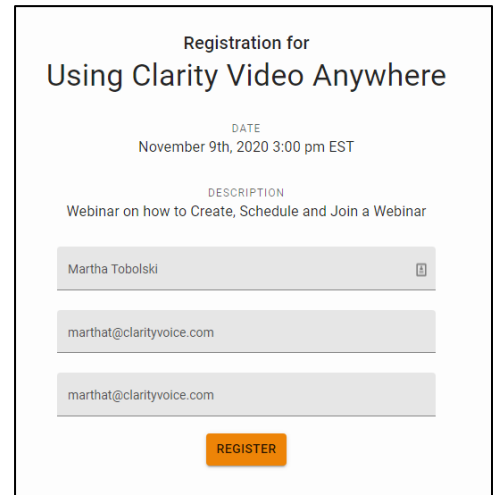 Registration for
Using Clarity Video Anywhere
DATE
November 9th, 2020 3:00 pm EST
DESCRIPTION
Webinar on how to Create, Schedule and Join a Webinar
Martha Tobolski
marthat@clarityvoice.com
marthat@clarityvoice.com
REGISTER